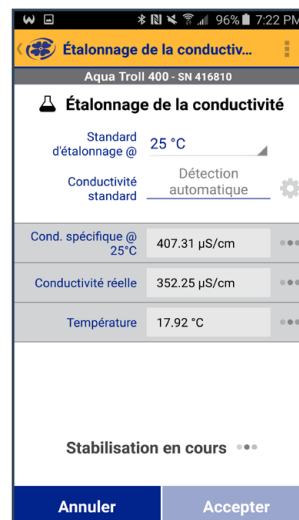 96% 7:22 PM
Étalonnage de la conductiv...
Aqua Troll 400 - SN 416810
Étalonnage de la conductivité
Standard
d'étalonnage @
25 °C
Conductivité
standard
Détection
automatique
Cond. spécifique @
25°C
407.31 µS/cm
Conductivité réelle
352.25 µS/cm
Température
17.92 °C
Stabilisation en cours
Annuler
Accepter